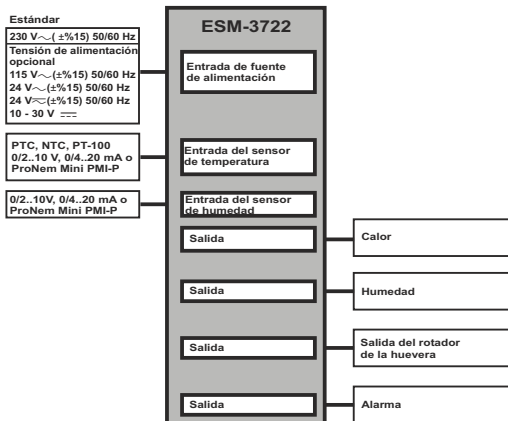 Estándar
230 V~( ±%15) 50/60 Hz
Tensión de alimentación
opcional
115 V~(±%15) 50/60 Hz
24 V~(±%15) 50/60 Hz
24 V⏦(±%15) 50/60 Hz
10 - 30 V ⎓
PTC, NTC, PT-100
0/2..10 V, 0/4..20 mA o
ProNem Mini PMI-P
0/2..10V, 0/4..20 mA o
ProNem Mini PMI-P
ESM-3722
Entrada de fuente
de alimentación
Entrada del sensor
de temperatura
Entrada del sensor
de humedad
Salida
Calor
Salida
Humedad
Salida
Salida del rotador
de la huevera
Salida
Alarma